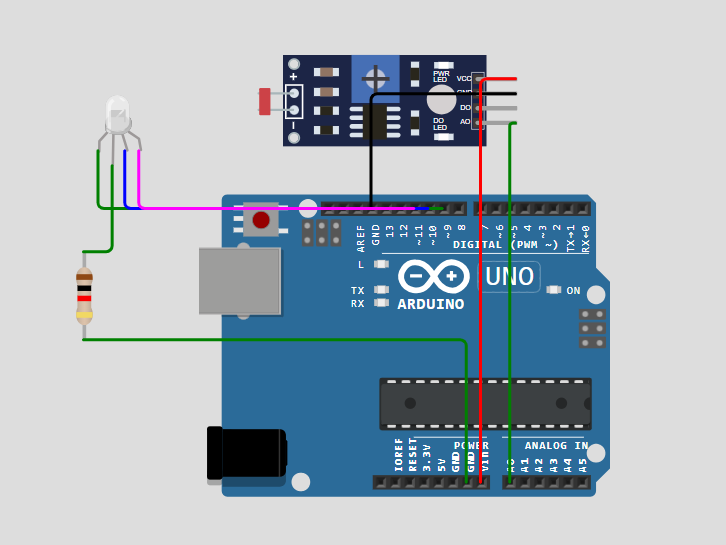 +
PWR
LED
VCC
GND
DO
DO
LED
AO
−
AREF
GND
13
12
~11
~10
~9
8
7
~6
~5
4
~3
2
TX→1
RX←0
DIGITAL (PWM ~)
L
TX
RX
ARDUINO
UNO
ON
IOREF
RESET
3.3V
5V
GND
GND
VIN
POWER
ANALOG IN
A0
A1
A2
A3
A4
A5